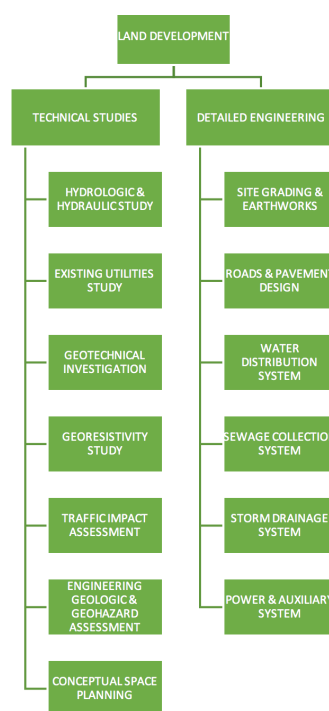 LAND DEVELOPMENT
TECHNICAL STUDIES
HYDROLOGIC &
HYDRAULIC STUDY
EXISTING UTILITIES
STUDY
GEOTECHNICAL
INVESTIGATION
GEORESISTIVITY
STUDY
TRAFFIC IMPACT
ASSESSMENT
ENGINEERING
GEOLOGIC &
GEOHAZARD
ASSESSMENT
CONCEPTUAL SPACE
PLANNING
DETAILED ENGINEERING
SITE GRADING &
EARTHWORKS
ROADS & PAVEMENT
DESIGN
WATER
DISTRIBUTION
SYSTEM
SEWAGE COLLECTION
SYSTEM
STORM DRAINAGE
SYSTEM
POWER & AUXILIARY
SYSTEM